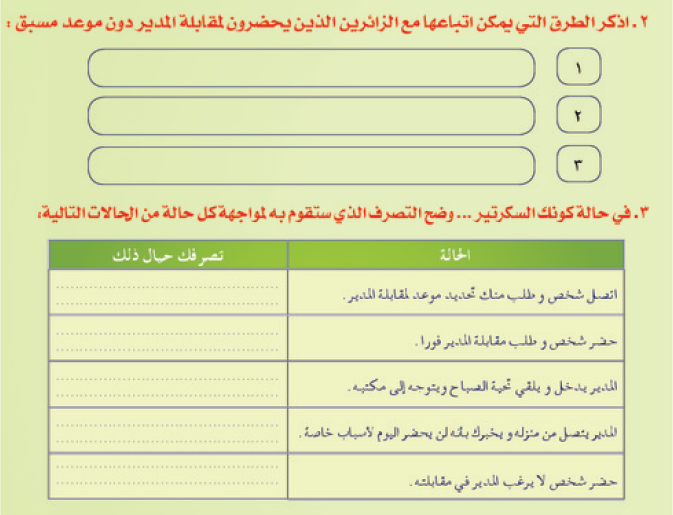 ٢. اذكر الطرق التي يمكن اتباعها مع الزائرين الذين يحضرون لمقابلة المدير دون موعد مسبق :
١
٢
٣
٣. في حالة كونك السكرتير ... وضح التصرف الذي ستقوم به لمواجهة كل حالة من الحالات التالية:
الحالة
تصرفك حيال ذلك
اتصل شخص و طلب منك تحديد موعد لمقابلة المدير.
حضر شخص و طلب مقابلة المدير فورا.
المدير يدخل و يلقي تحية الصباح ويتوجه إلى مكتبه.
المدير يتصل من منزله و يخبرك بأنه لن يحضر اليوم لأسباب خاصة.
حضر شخص لا يرغب المدير في مقابلته.